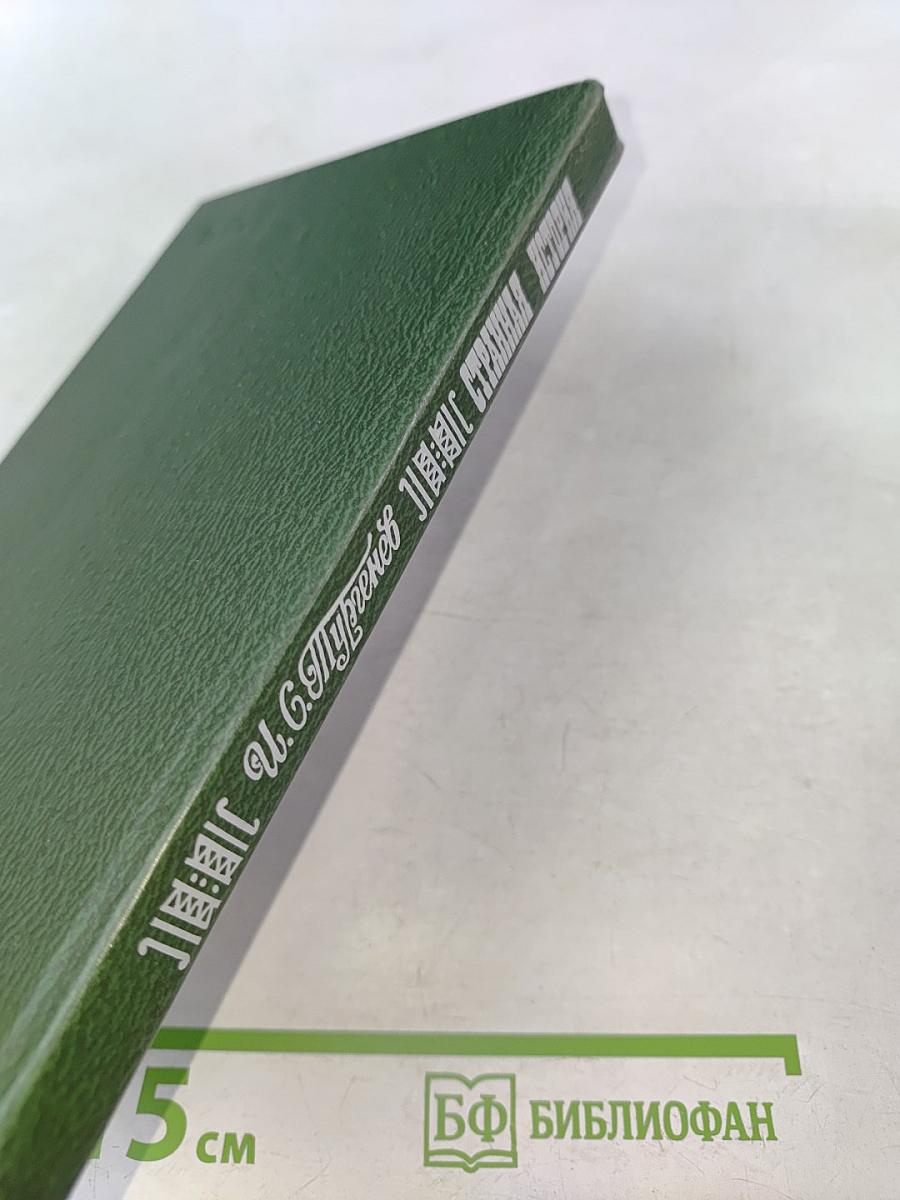 И. С. Тургенев СТРАННАЯ ИСТОРИЯ
15 см
БФ БИБЛИОФАН